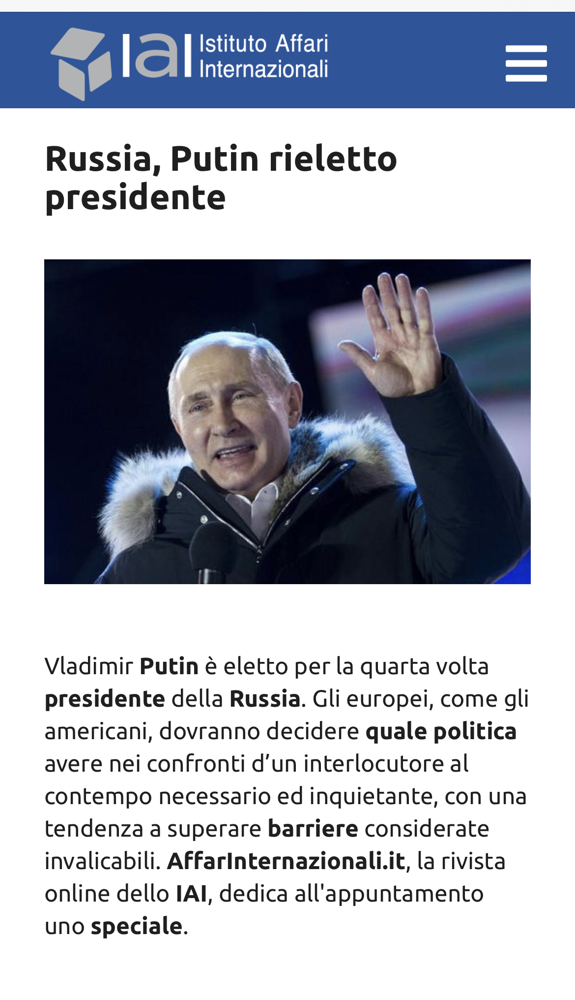 IAI Istituto Affari
Internazionali
Russia, Putin rieletto
presidente
Vladimir Putin è eletto per la quarta volta
presidente della Russia. Gli europei, come gli
americani, dovranno decidere quale politica
avere nei confronti d’un interlocutore al
contempo necessario ed inquietante, con una
tendenza a superare barriere considerate
invalicabili. AffarInternazionali.it, la rivista
online dello IAI, dedica all'appuntamento
uno speciale.